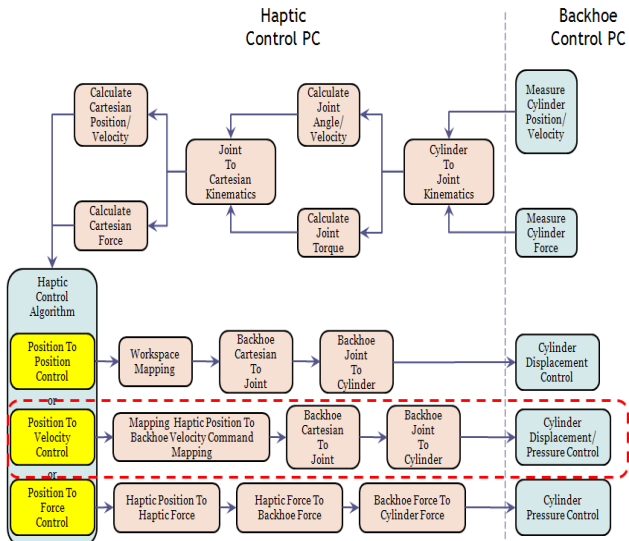 Haptic
Control PC
Backhoe
Control PC
Calculate
Cartesian
Position/
Velocity
Calculate
Joint
Angle/
Velocity
Measure
Cylinder
Position/
Velocity
Joint
To
Cartesian
Kinematics
Cylinder
To
Joint
Kinematics
Calculate
Cartesian
Force
Calculate
Joint
Torque
Measure
Cylinder
Force
Haptic
Control
Algorithm
Position To
Position
Control
Workspace
Mapping
Backhoe
Cartesian
To
Joint
Backhoe
Joint
To
Cylinder
Cylinder
Displacement
Control
or
Position To
Velocity
Control
Mapping Haptic Position To
Backhoe Velocity Command
Mapping
Backhoe
Cartesian
To
Joint
Backhoe
Joint
To
Cylinder
Cylinder
Displacement/
Pressure Control
or
Position To
Force
Control
Haptic Position To
Haptic Force
Haptic Force To
Backhoe Force
Backhoe Force To
Cylinder Force
Cylinder
Pressure Control